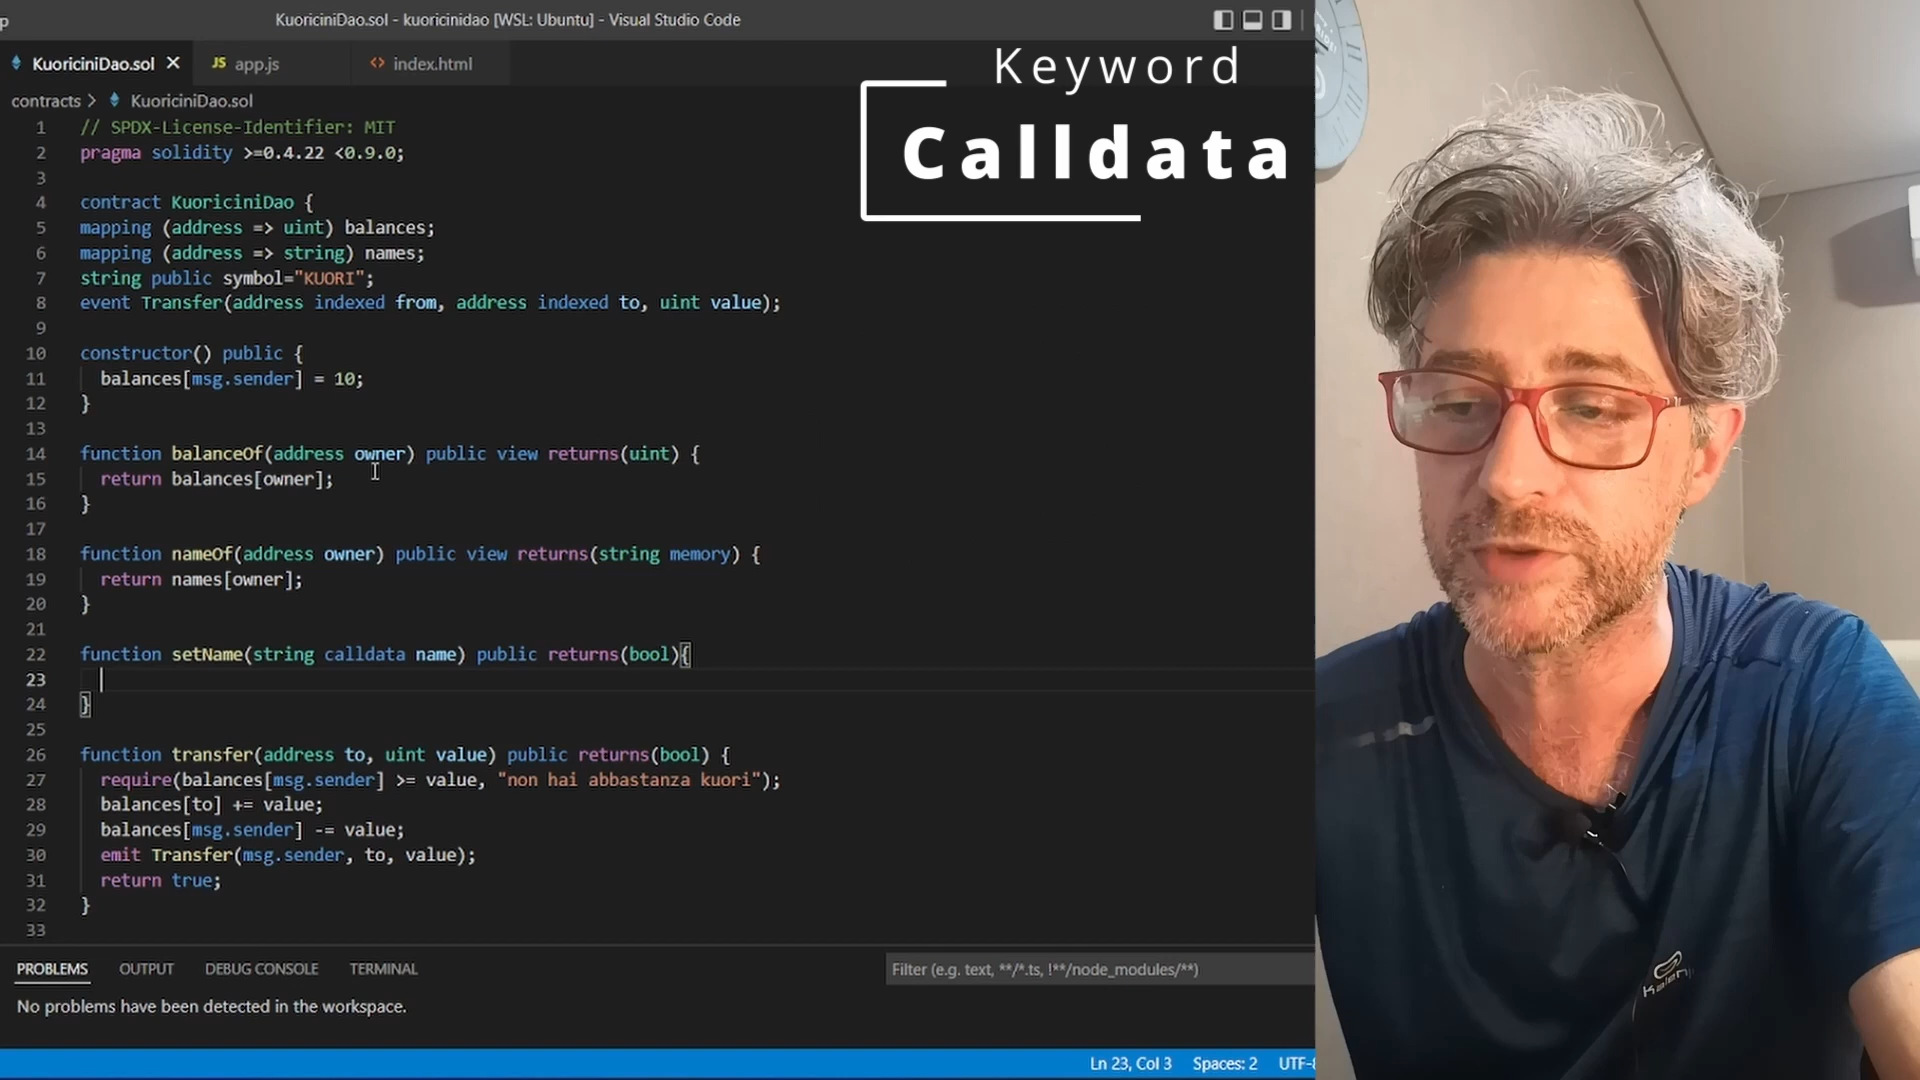 KuoriciniDao.sol - kuoricinidao [WSL: Ubuntu] - Visual Studio Code
KuoriciniDao.sol
JS app.js
<> index.html
Keyword
Calldata
contracts > KuoriciniDao.sol
1 // SPDX-License-Identifier: MIT
2 pragma solidity >=0.4.22 <0.9.0;
3
4 contract KuoriciniDao {
5 mapping (address => uint) balances;
6 mapping (address => string) names;
7 string public symbol="KUORI";
8 event Transfer(address indexed from, address indexed to, uint value);
9
10 constructor() public {
11 balances[msg.sender] = 10;
12 }
13
14 function balanceOf(address owner) public view returns(uint) {
15 return balances[owner];
16 }
17
18 function nameOf(address owner) public view returns(string memory) {
19 return names[owner];
20 }
21
22 function setName(string calldata name) public returns(bool){
23
24 }
25
26 function transfer(address to, uint value) public returns(bool) {
27 require(balances[msg.sender] >= value, "non hai abbastanza kuori");
28 balances[to] += value;
29 balances[msg.sender] -= value;
30 emit Transfer(msg.sender, to, value);
31 return true;
32 }
33
PROBLEMS OUTPUT DEBUG CONSOLE TERMINAL
Filter (e.g. text, **/*.ts, !**/node_modules/**)
No problems have been detected in the workspace.
Ln 23, Col 3 Spaces: 2 UTF-8